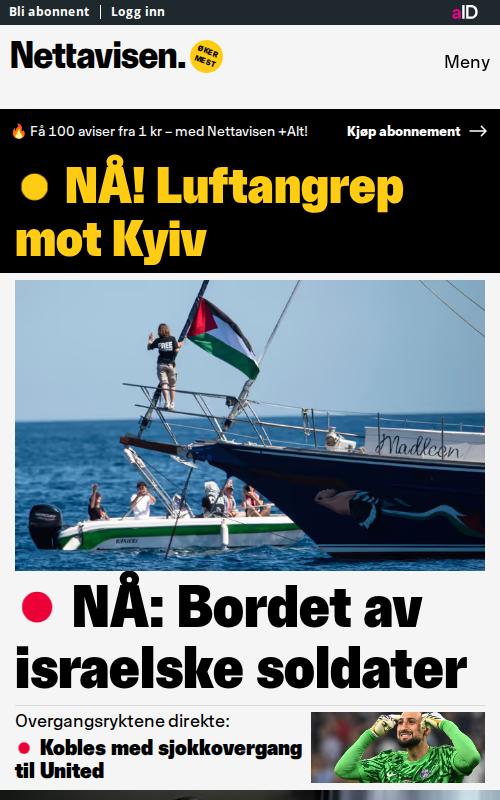 Bli abonnent | Logg inn
aID
Nettavisen.
ØKER
MEST
Meny
🔥 Få 100 aviser fra 1 kr – med Nettavisen +Alt!
Kjøp abonnement →
NÅ! Luftangrep
mot Kyiv
FREE
Madleen
NÅ: Bordet av
israelske soldater
Overgangsryktene direkte:
Kobles med sjokkovergang
til United